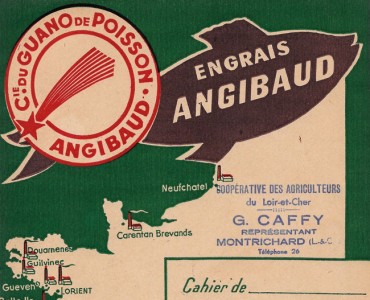 Cie DU GUANO DE POISSON
ANGIBAUD
ENGRAIS
ANGIBAUD
Neufchatel
COOPÉRATIVE DES AGRICULTEURS
du Loir-et-Cher
G. CAFFY
REPRÉSENTANT
MONTRICHARD (L.-&-C.
Téléphone 26
Carentan Brevands
Douarnenez
Guilvinec
Gueven
LORIENT
Cahier de